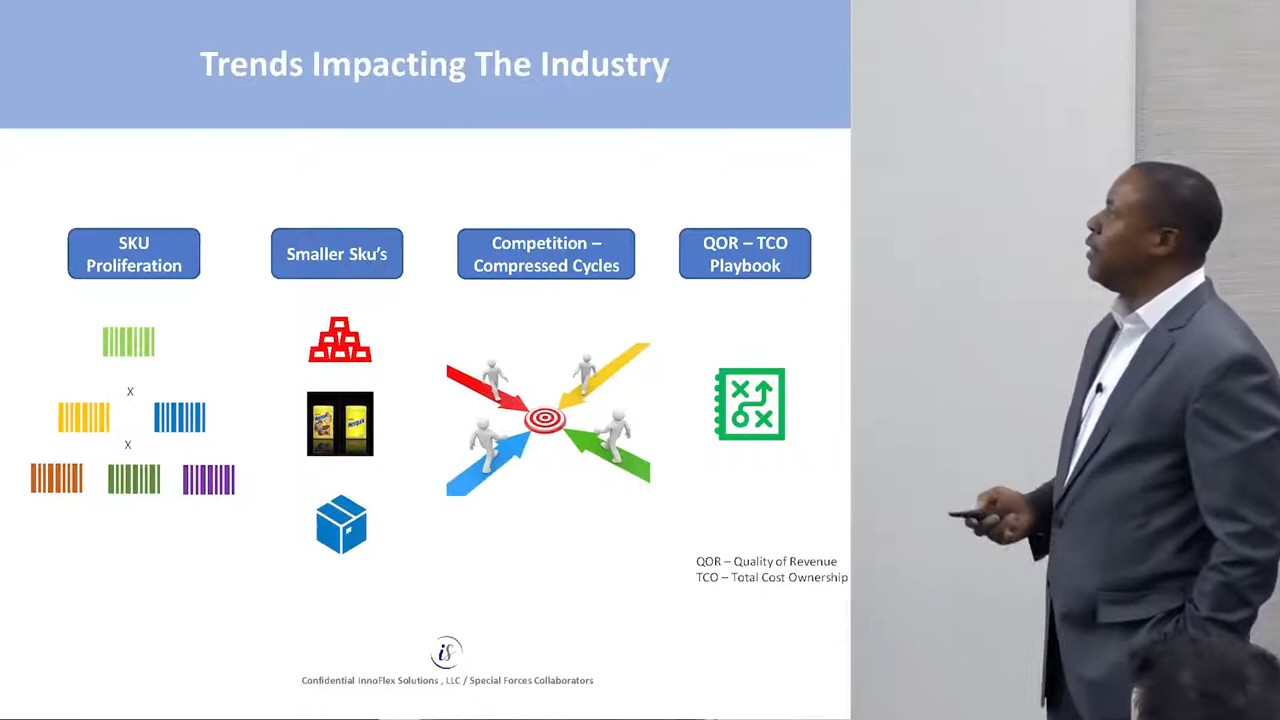 Trends Impacting The Industry
SKU
Proliferation
Smaller Sku's
Competition –
Compressed Cycles
QOR – TCO
Playbook
X
X
QOR – Quality of Revenue
TCO – Total Cost Ownership
iS
Confidential InnoFlex Solutions , LLC / Special Forces Collaborators